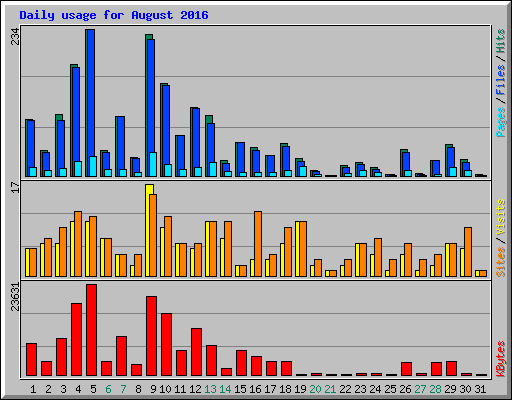 Daily usage for August 2016
234
Pages / Files / Hits
17
Sites / Visits
23631
KBytes
1 2 3 4 5 6 7 8 9 10 11 12 13 14 15 16 17 18 19 20 21 22 23 24 25 26 27 28 29 30 31